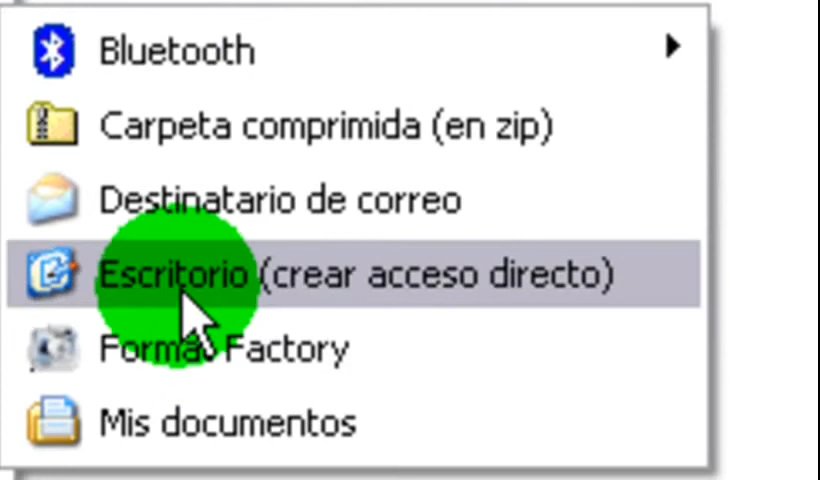 Bluetooth
Carpeta comprimida (en zip)
Destinatario de correo
Escritorio (crear acceso directo)
Format Factory
Mis documentos